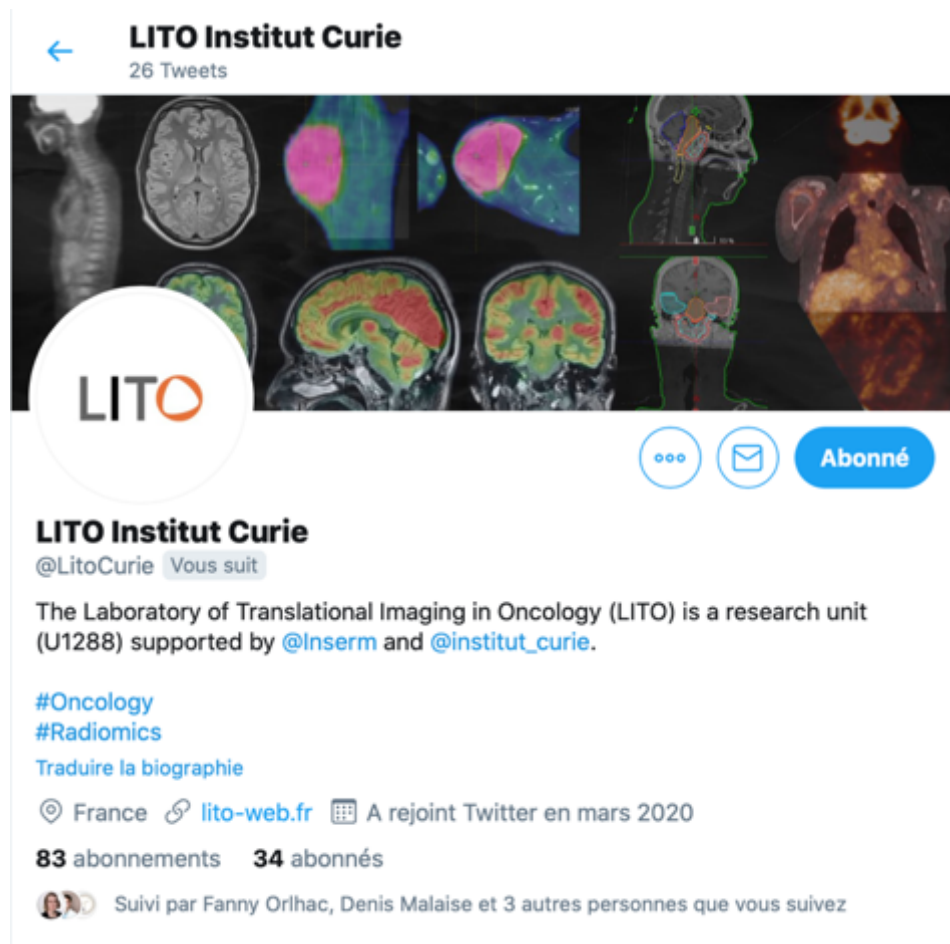 LITO Institut Curie
26 Tweets
LITO
Abonné
LITO Institut Curie
@LitoCurie Vous suit
The Laboratory of Translational Imaging in Oncology (LITO) is a research unit
(U1288) supported by @Inserm and @institut_curie.
#Oncology
#Radiomics
Traduire la biographie
France lito-web.fr A rejoint Twitter en mars 2020
83 abonnements 34 abonnés
Suivi par Fanny Orlhac, Denis Malaise et 3 autres personnes que vous suivez